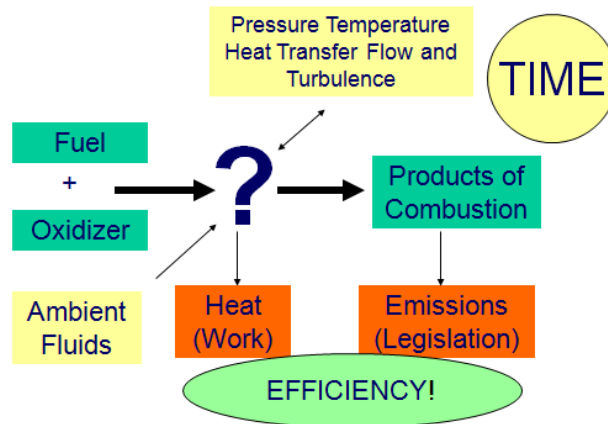 Pressure Temperature
Heat Transfer Flow and
Turbulence
TIME
Fuel
+
Oxidizer
?
Products of
Combustion
Ambient
Fluids
Heat
(Work)
Emissions
(Legislation)
EFFICIENCY!